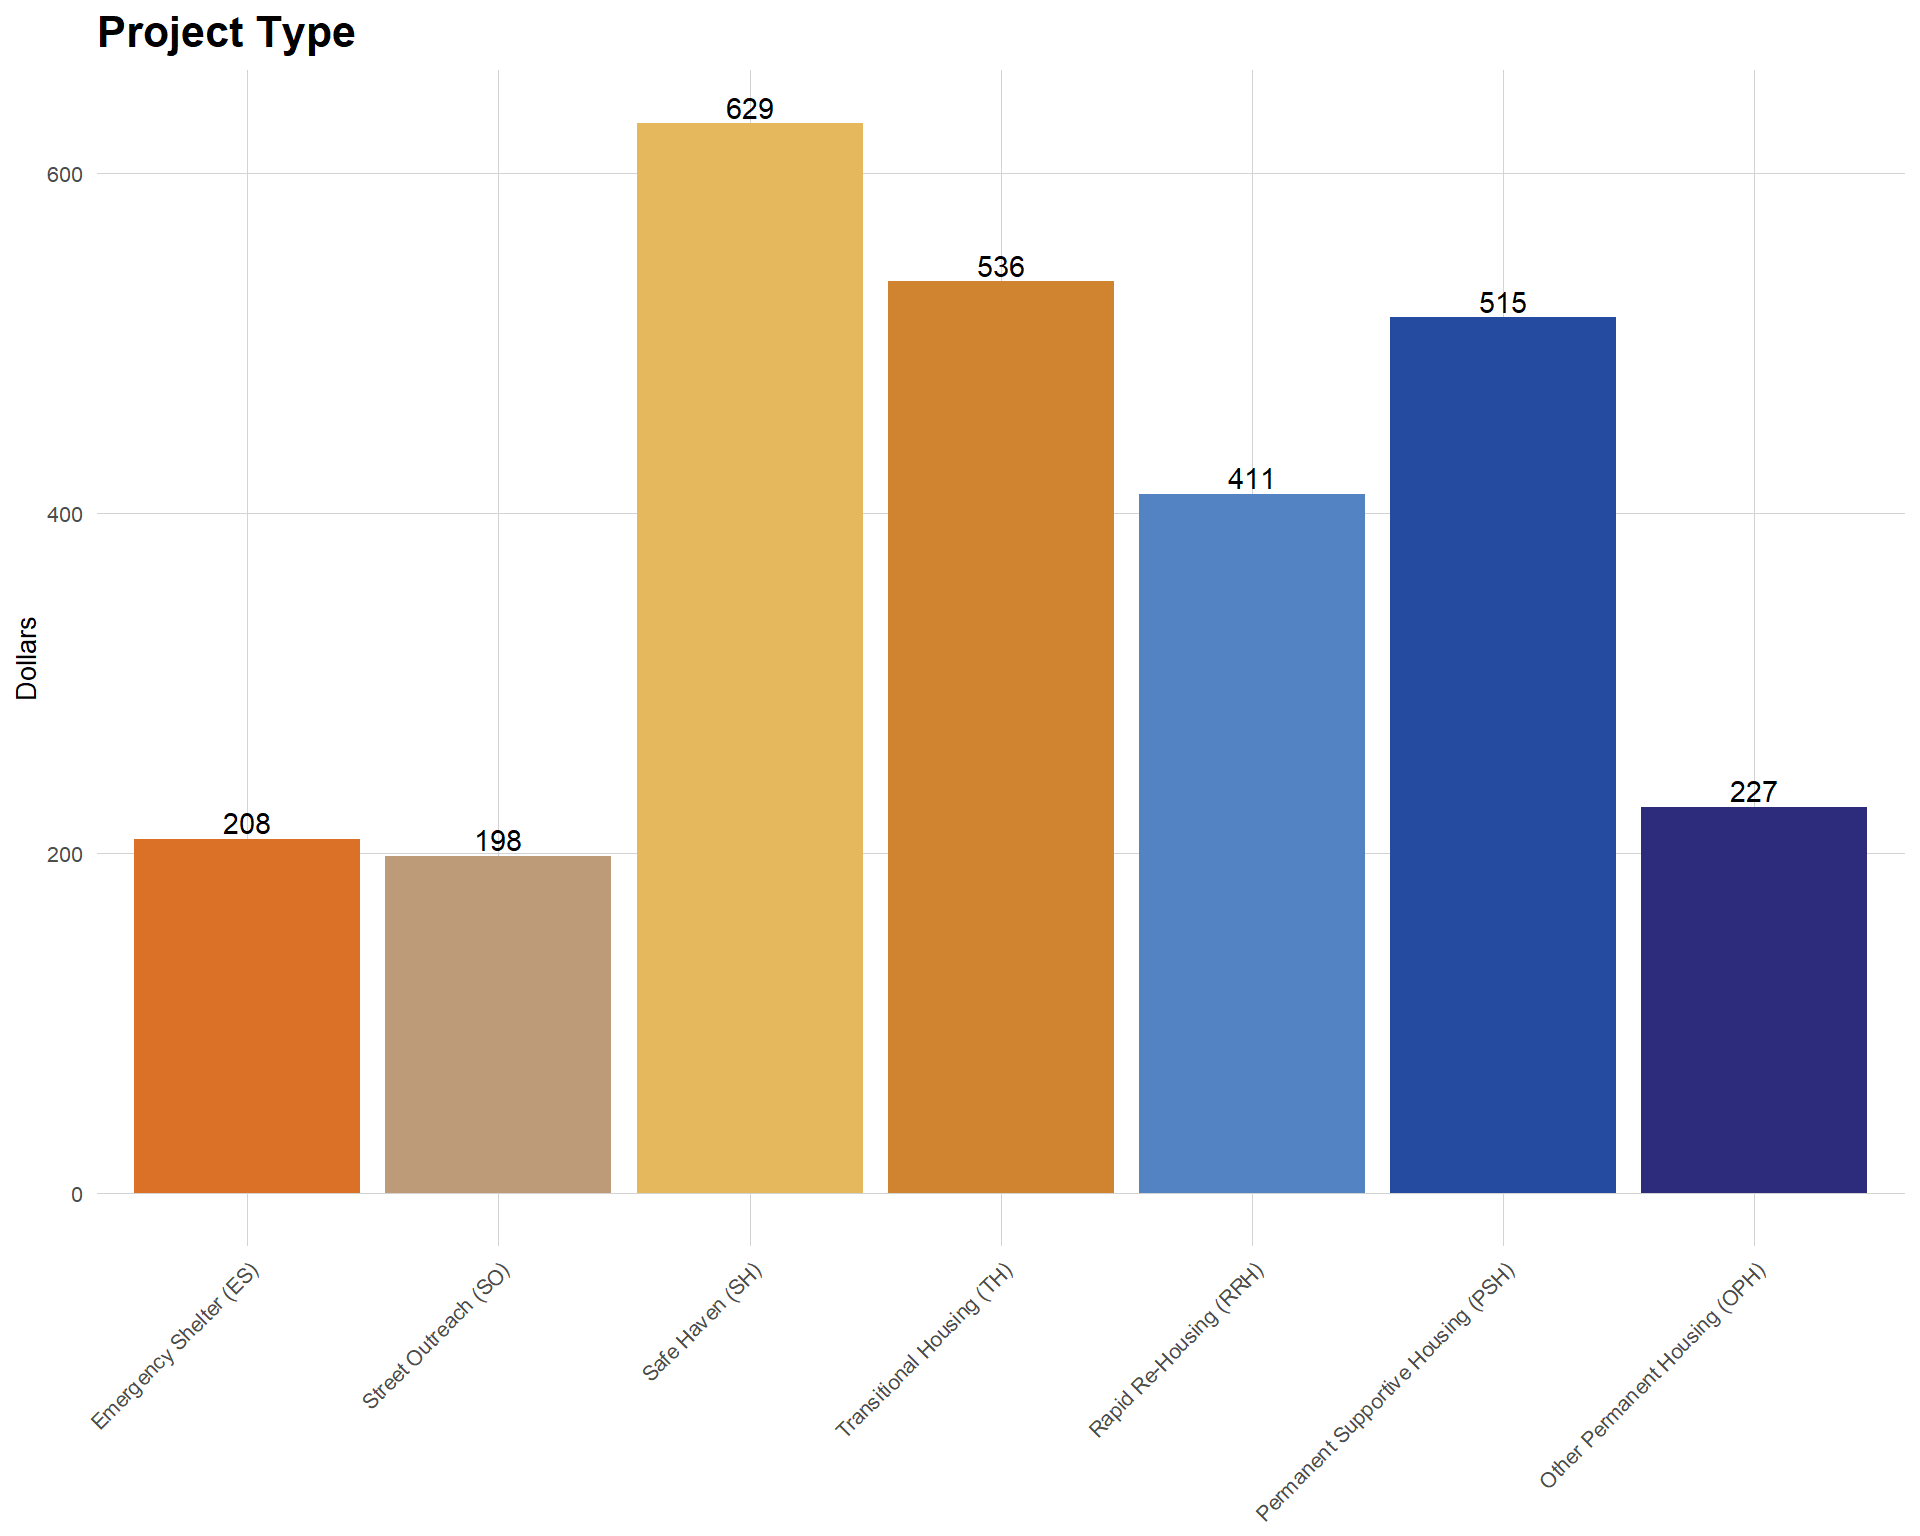 Project Type
629
600
536
515
411
400
Dollars
227
208
198
200
0
Emergency Shelter (ES)
Street Outreach (SO)
Safe Haven (SH)
Transitional Housing (TH)
Rapid Re-Housing (RRH)
Permanent Supportive Housing (PSH)
Other Permanent Housing (OPH)